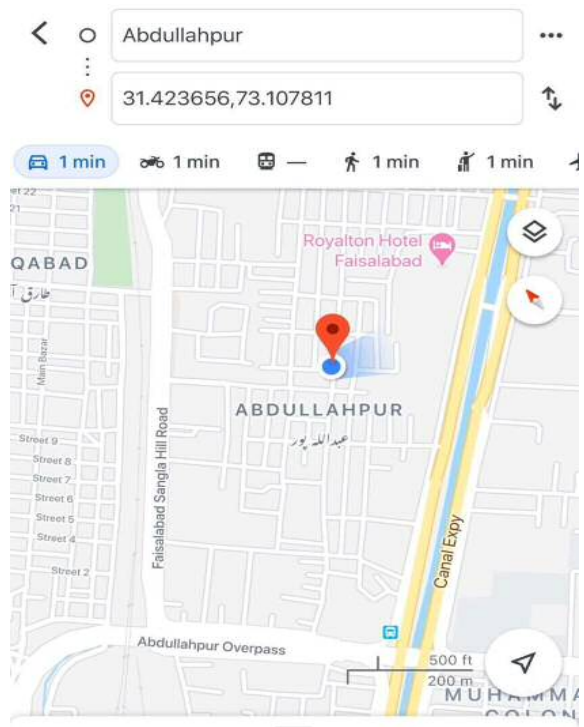 Abdullahpur
31.423656,73.107811
1 min
1 min
—
1 min
1 min
21
QABAD
Royalton Hotel
Faisalabad
Main Bazar
ABDULLAHPUR
عبداللہ پور
Faisalabad Sangla Hill Road
Street 9
Street 8
Street 7
Street 6
Street 5
Street 4
Street 2
Canal Expy
Abdullahpur Overpass
500 ft
200 m